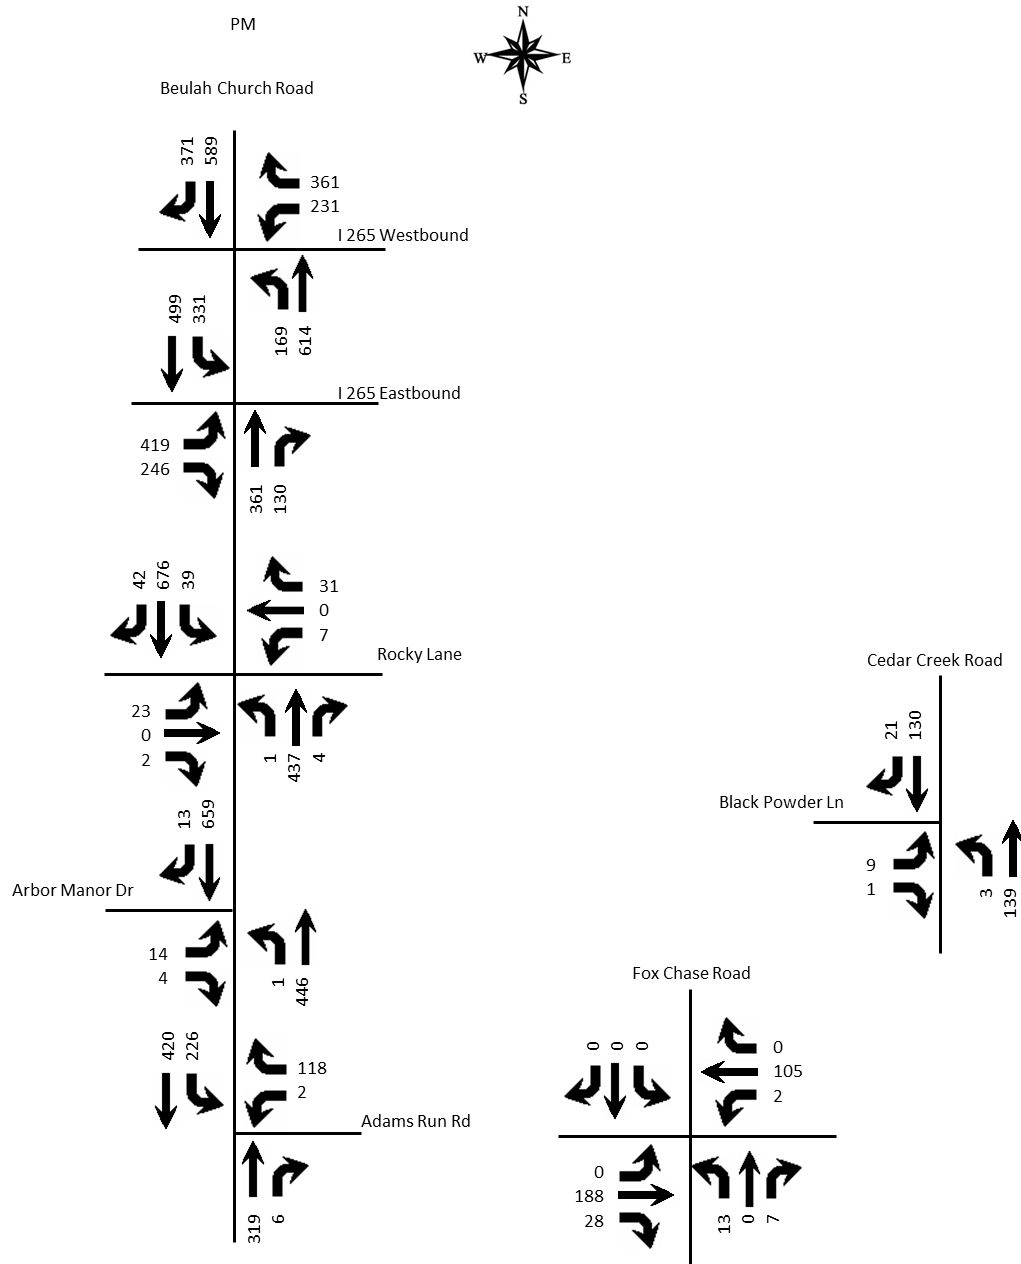 PM
N
W E
S
Beulah Church Road
371 589
361
231
I 265 Westbound
169 614
499 331
I 265 Eastbound
419
246
361 130
42 676 39
31
0
7
Rocky Lane
23
0
2
1 437 4
Cedar Creek Road
21 130
Black Powder Ln
9
1
3 139
13 659
Arbor Manor Dr
14
4
1 446
420 226
118
2
Adams Run Rd
319 6
Fox Chase Road
0 0 0
0
105
2
0
188
28
13 0 7